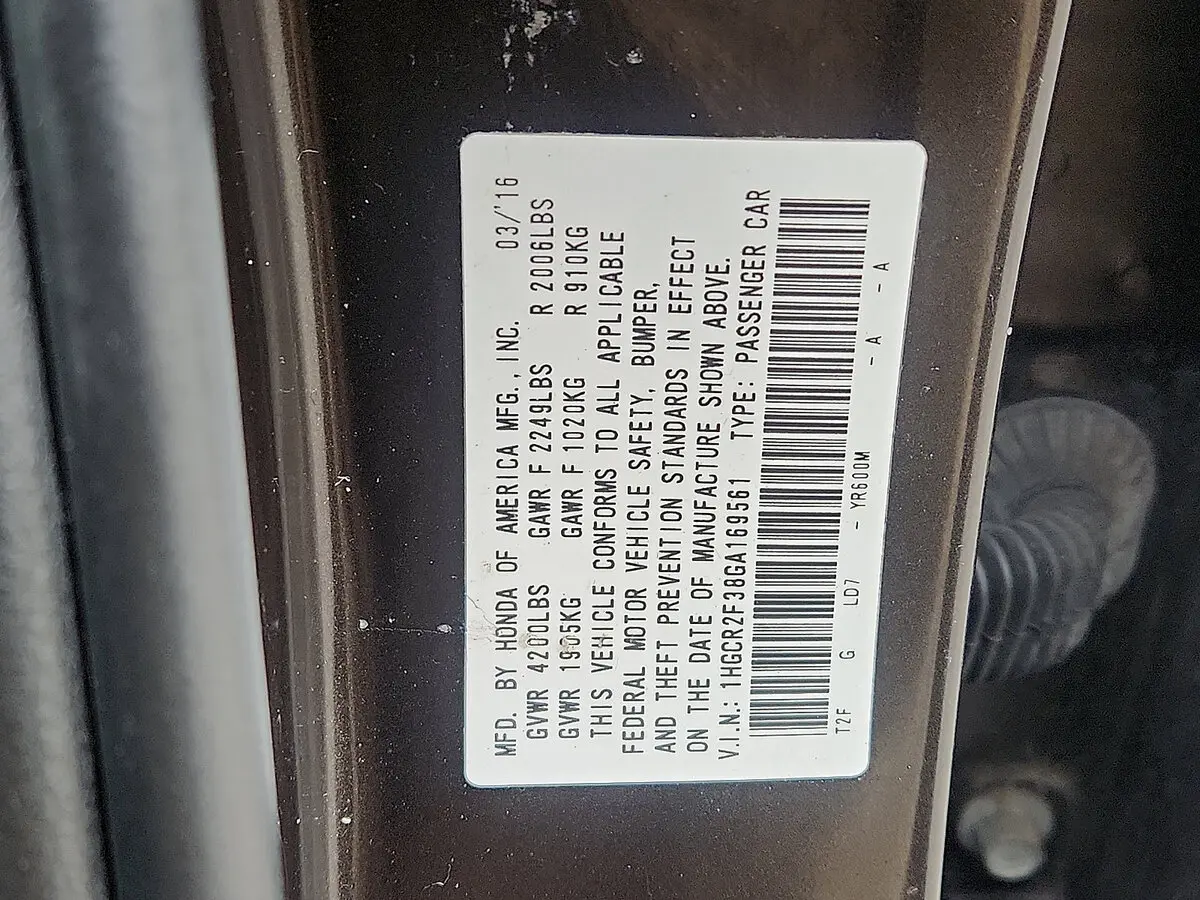 MFD. BY HONDA OF AMERICA MFG., INC. 03/'16
GVWR 4200LBS GAWR F 2249LBS R 2006LBS
GVWR 1905KG GAWR F 1020KG R 910KG
THIS VEHICLE CONFORMS TO ALL APPLICABLE
FEDERAL MOTOR VEHICLE SAFETY, BUMPER,
AND THEFT PREVENTION STANDARDS IN EFFECT
ON THE DATE OF MANUFACTURE SHOWN ABOVE.
V.I.N.: 1HGCR2F38GA169561 TYPE: PASSENGER CAR
T2F G LD7 - YR600M - A - A